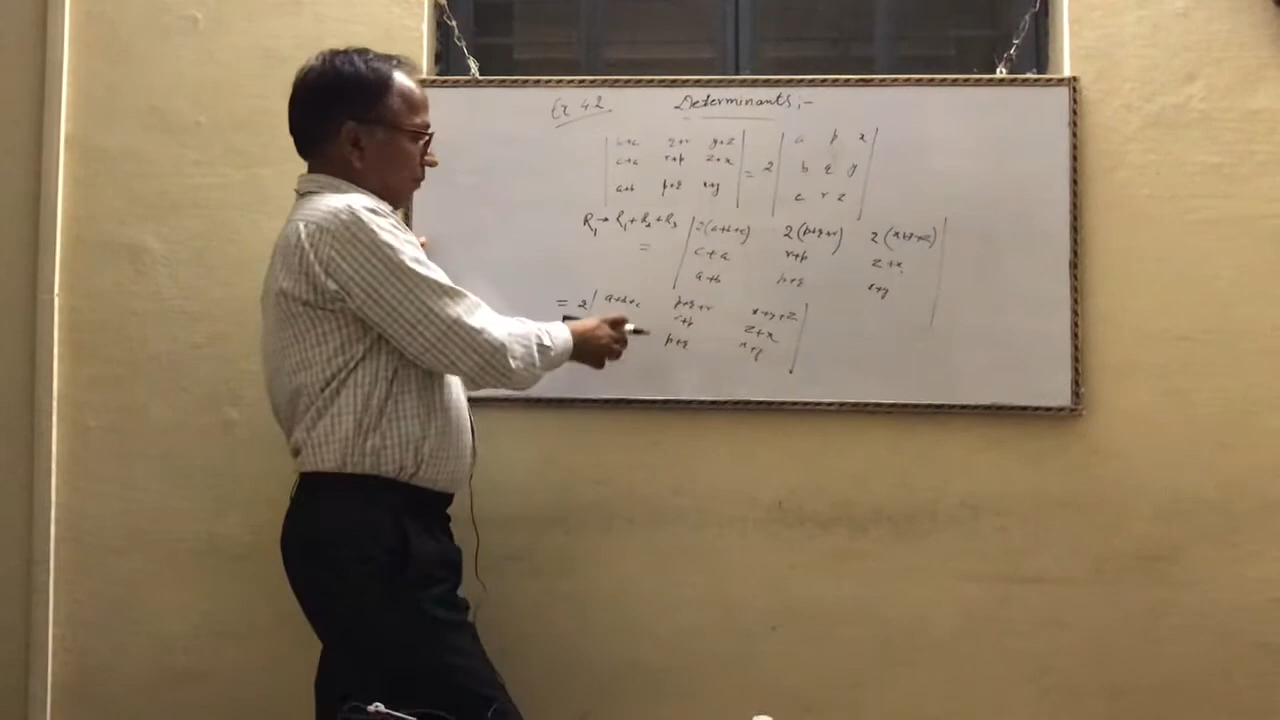 Ex 4.2 Determinants :-
| b+c q+r y+z | = 2 | a p x |
| c+a r+p z+x | | b q y |
| a+b p+q x+y | | c r z |
R₁→ R₁+R₂+R₃ | 2(a+b+c) 2(p+q+r) 2(x+y+z) |
= | c+a r+p z+x |
| a+b p+q x+y |
= 2 | a+b+c p+q+r x+y+z |
r+p z+x |
p+q x+y |